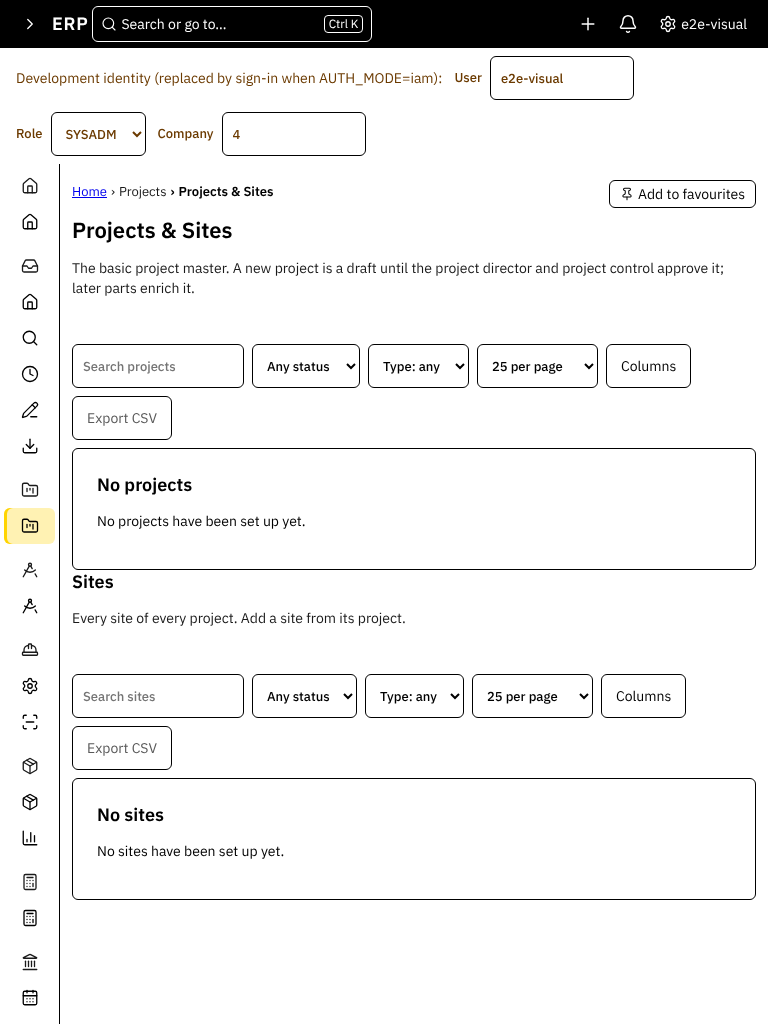 ERP Search or go to... Ctrl K e2e-visual
Development identity (replaced by sign-in when AUTH_MODE=iam): User e2e-visual
Role SYSADM Company 4
Home › Projects › Projects & Sites Add to favourites
Projects & Sites
The basic project master. A new project is a draft until the project director and project control approve it;
later parts enrich it.
Search projects Any status Type: any 25 per page Columns
Export CSV
No projects
No projects have been set up yet.
Sites
Every site of every project. Add a site from its project.
Search sites Any status Type: any 25 per page Columns
Export CSV
No sites
No sites have been set up yet.